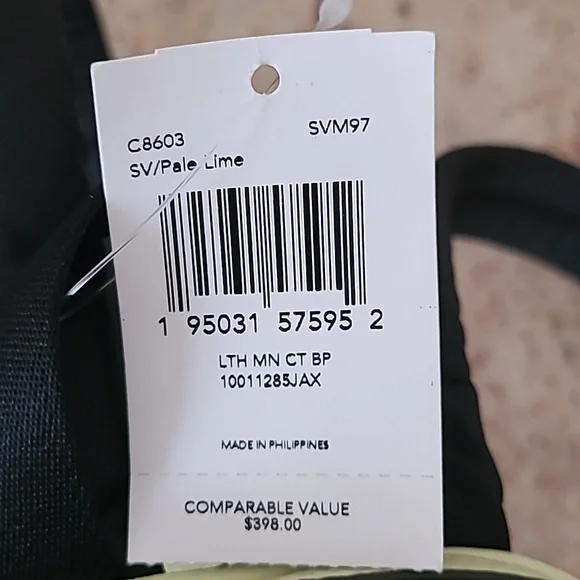 C8603
SVM97
SV/Pale Lime
1 95031 57595 2
LTH MN CT BP
10011285JAX
MADE IN PHILIPPINES
COMPARABLE VALUE
$398.00